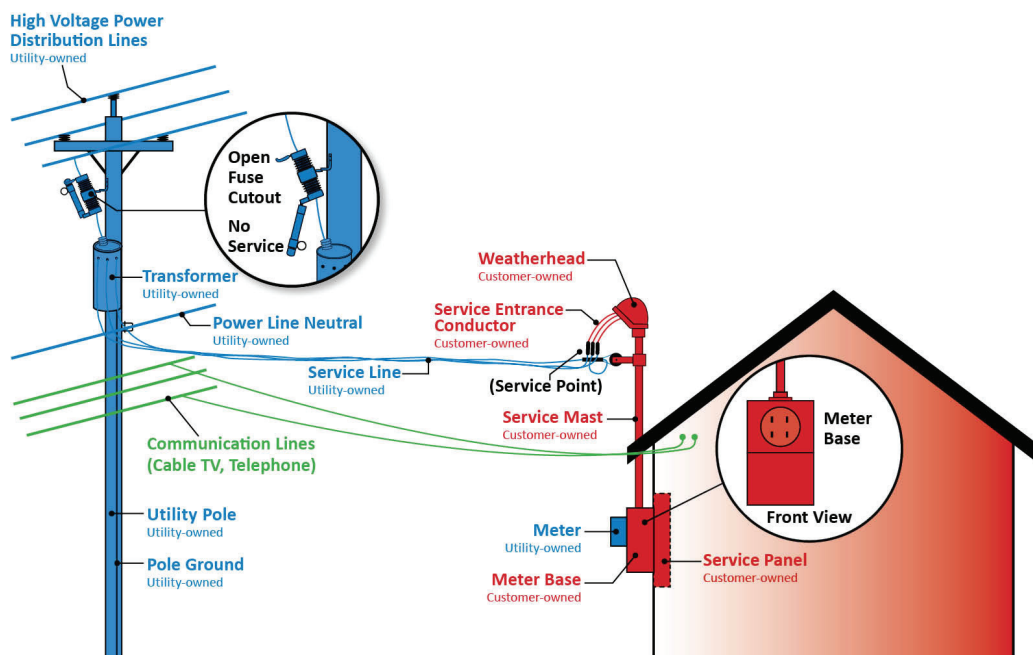 High Voltage Power
Distribution Lines
Utility-owned
Open
Fuse
Cutout
No
Service
Transformer
Utility-owned
Power Line Neutral
Utility-owned
Service Line
Utility-owned
Communication Lines
(Cable TV, Telephone)
Utility Pole
Utility-owned
Pole Ground
Utility-owned
Weatherhead
Customer-owned
Service Entrance
Conductor
Customer-owned
(Service Point)
Service Mast
Customer-owned
Meter
Utility-owned
Meter Base
Customer-owned
Service Panel
Customer-owned
Meter
Base
Front View